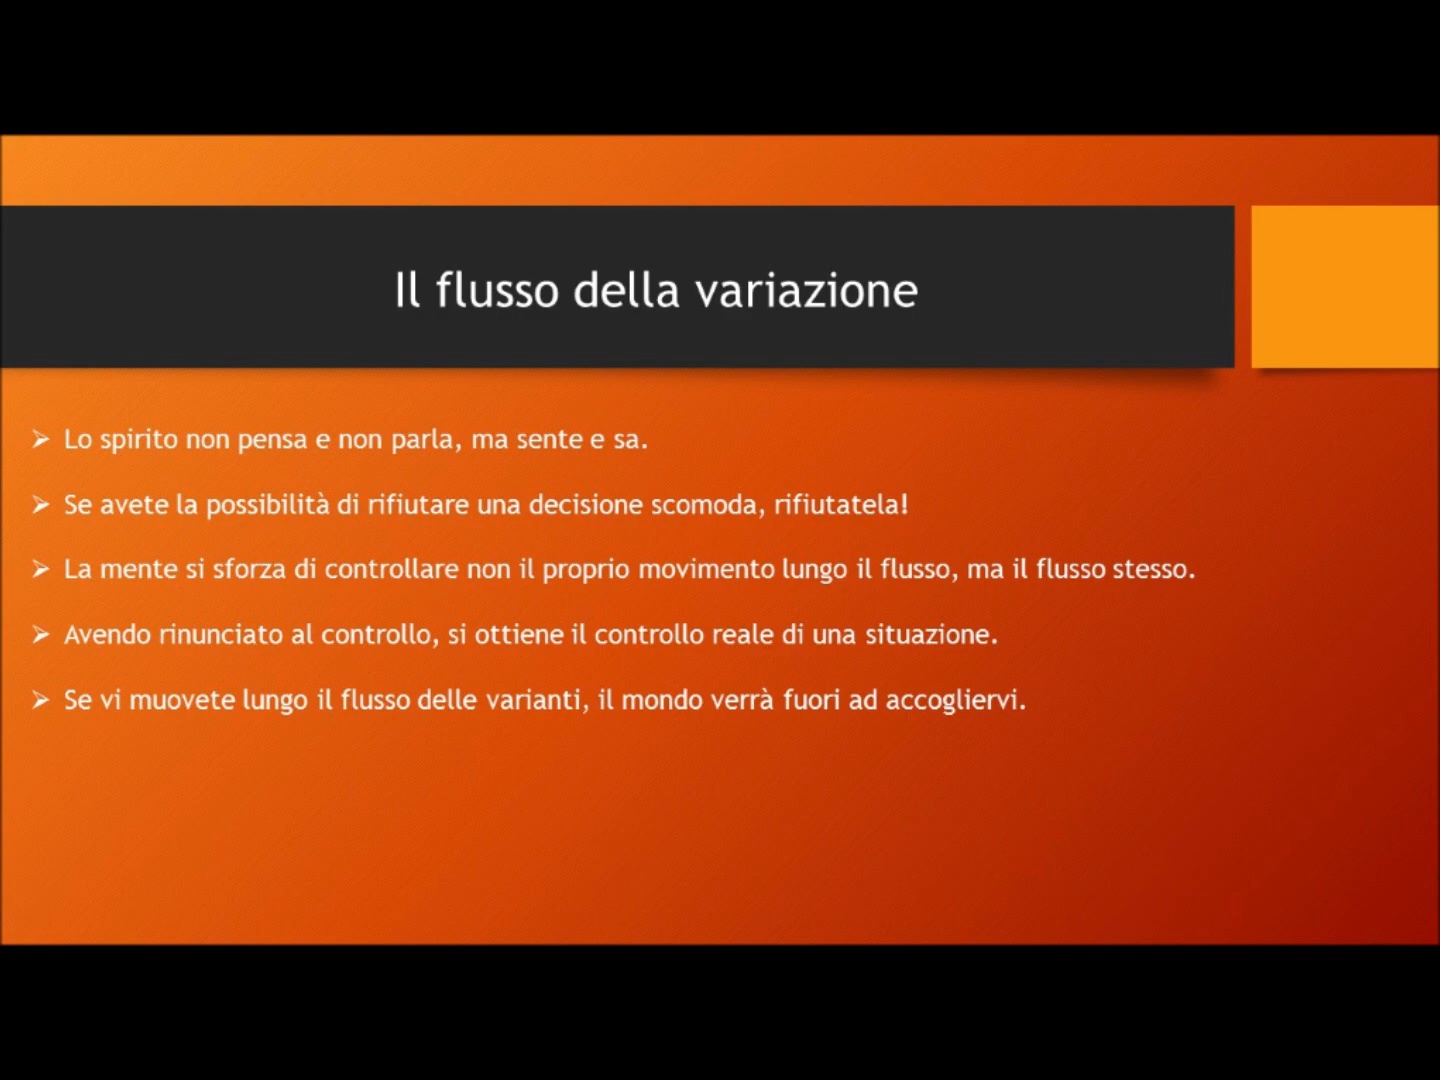 Il flusso della variazione
Lo spirito non pensa e non parla, ma sente e sa.
Se avete la possibilità di rifiutare una decisione scomoda, rifiutatela!
La mente si sforza di controllare non il proprio movimento lungo il flusso, ma il flusso stesso.
Avendo rinunciato al controllo, si ottiene il controllo reale di una situazione.
Se vi muovete lungo il flusso delle varianti, il mondo verrà fuori ad accogliervi.